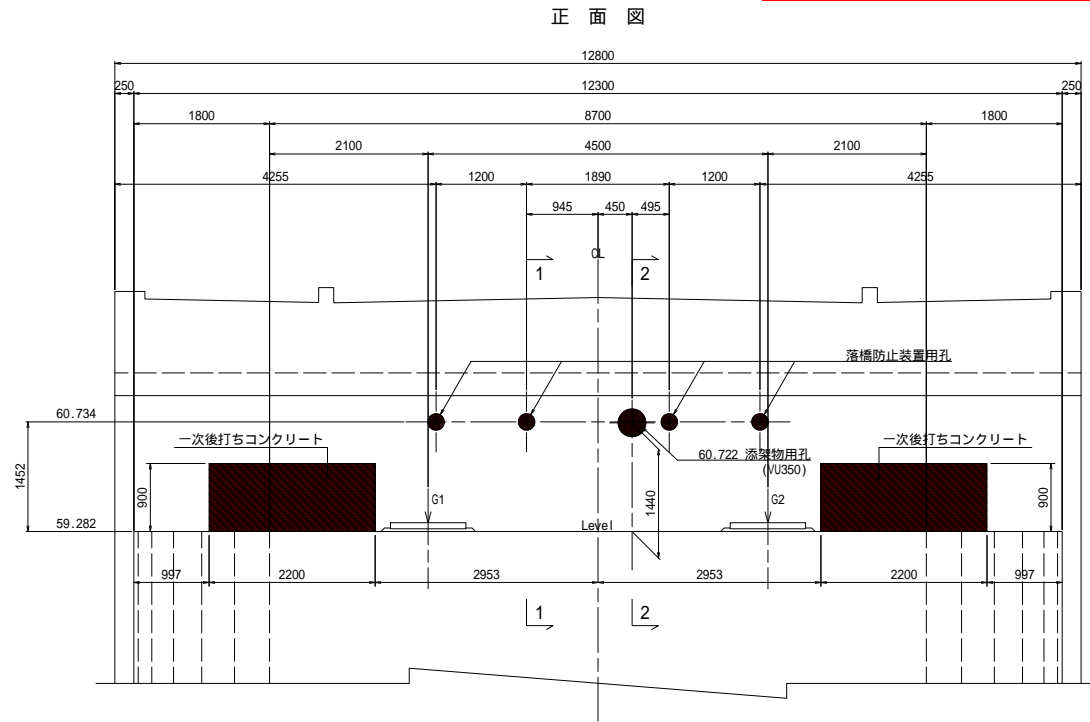 正面図
12800
250 12300 250
1800 8700 1800
2100 4500 2100
4255 1200 1890 1200 4255
945 450 495
CL
1 2
落橋防止装置用孔
60.734
一次後打ちコンクリート 60.722 添架物用孔 一次後打ちコンクリート
(VU350)
1452 900 G1 1440 G2 900
59.282 Level
997 2200 2953 2953 2200 997
1 2